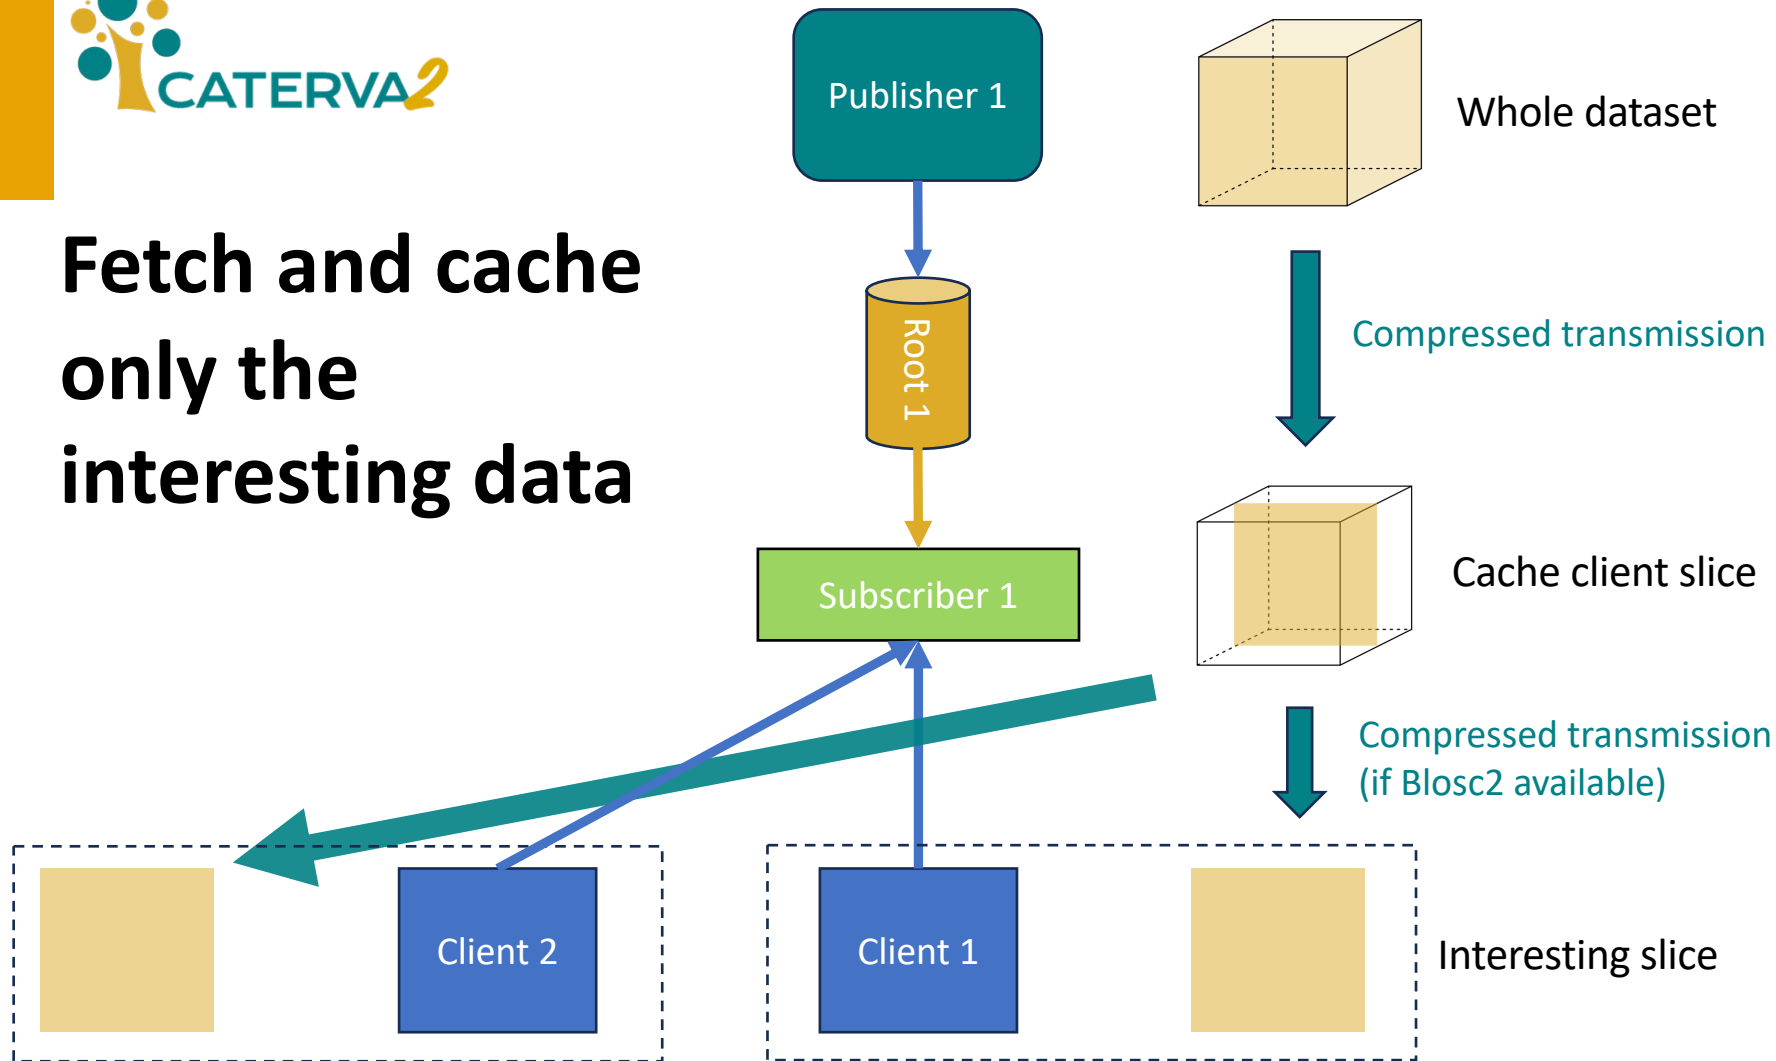 CATERVA2
Fetch and cache
only the
interesting data
Publisher 1
Whole dataset
Root 1
Compressed transmission
Subscriber 1
Cache client slice
Compressed transmission
(if Blosc2 available)
Client 2
Client 1
Interesting slice